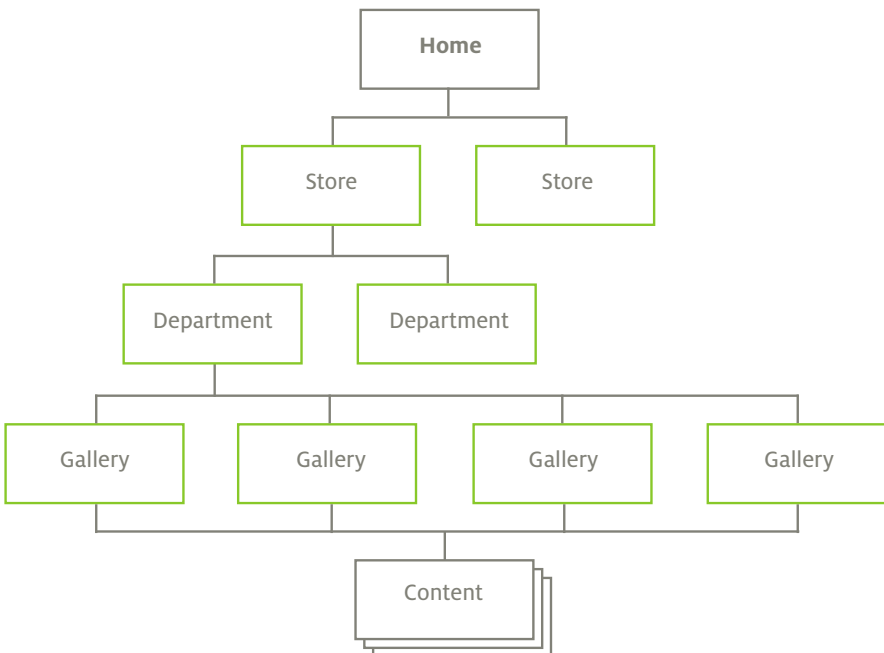 Home
Store
Store
Department
Department
Gallery
Gallery
Gallery
Gallery
Content